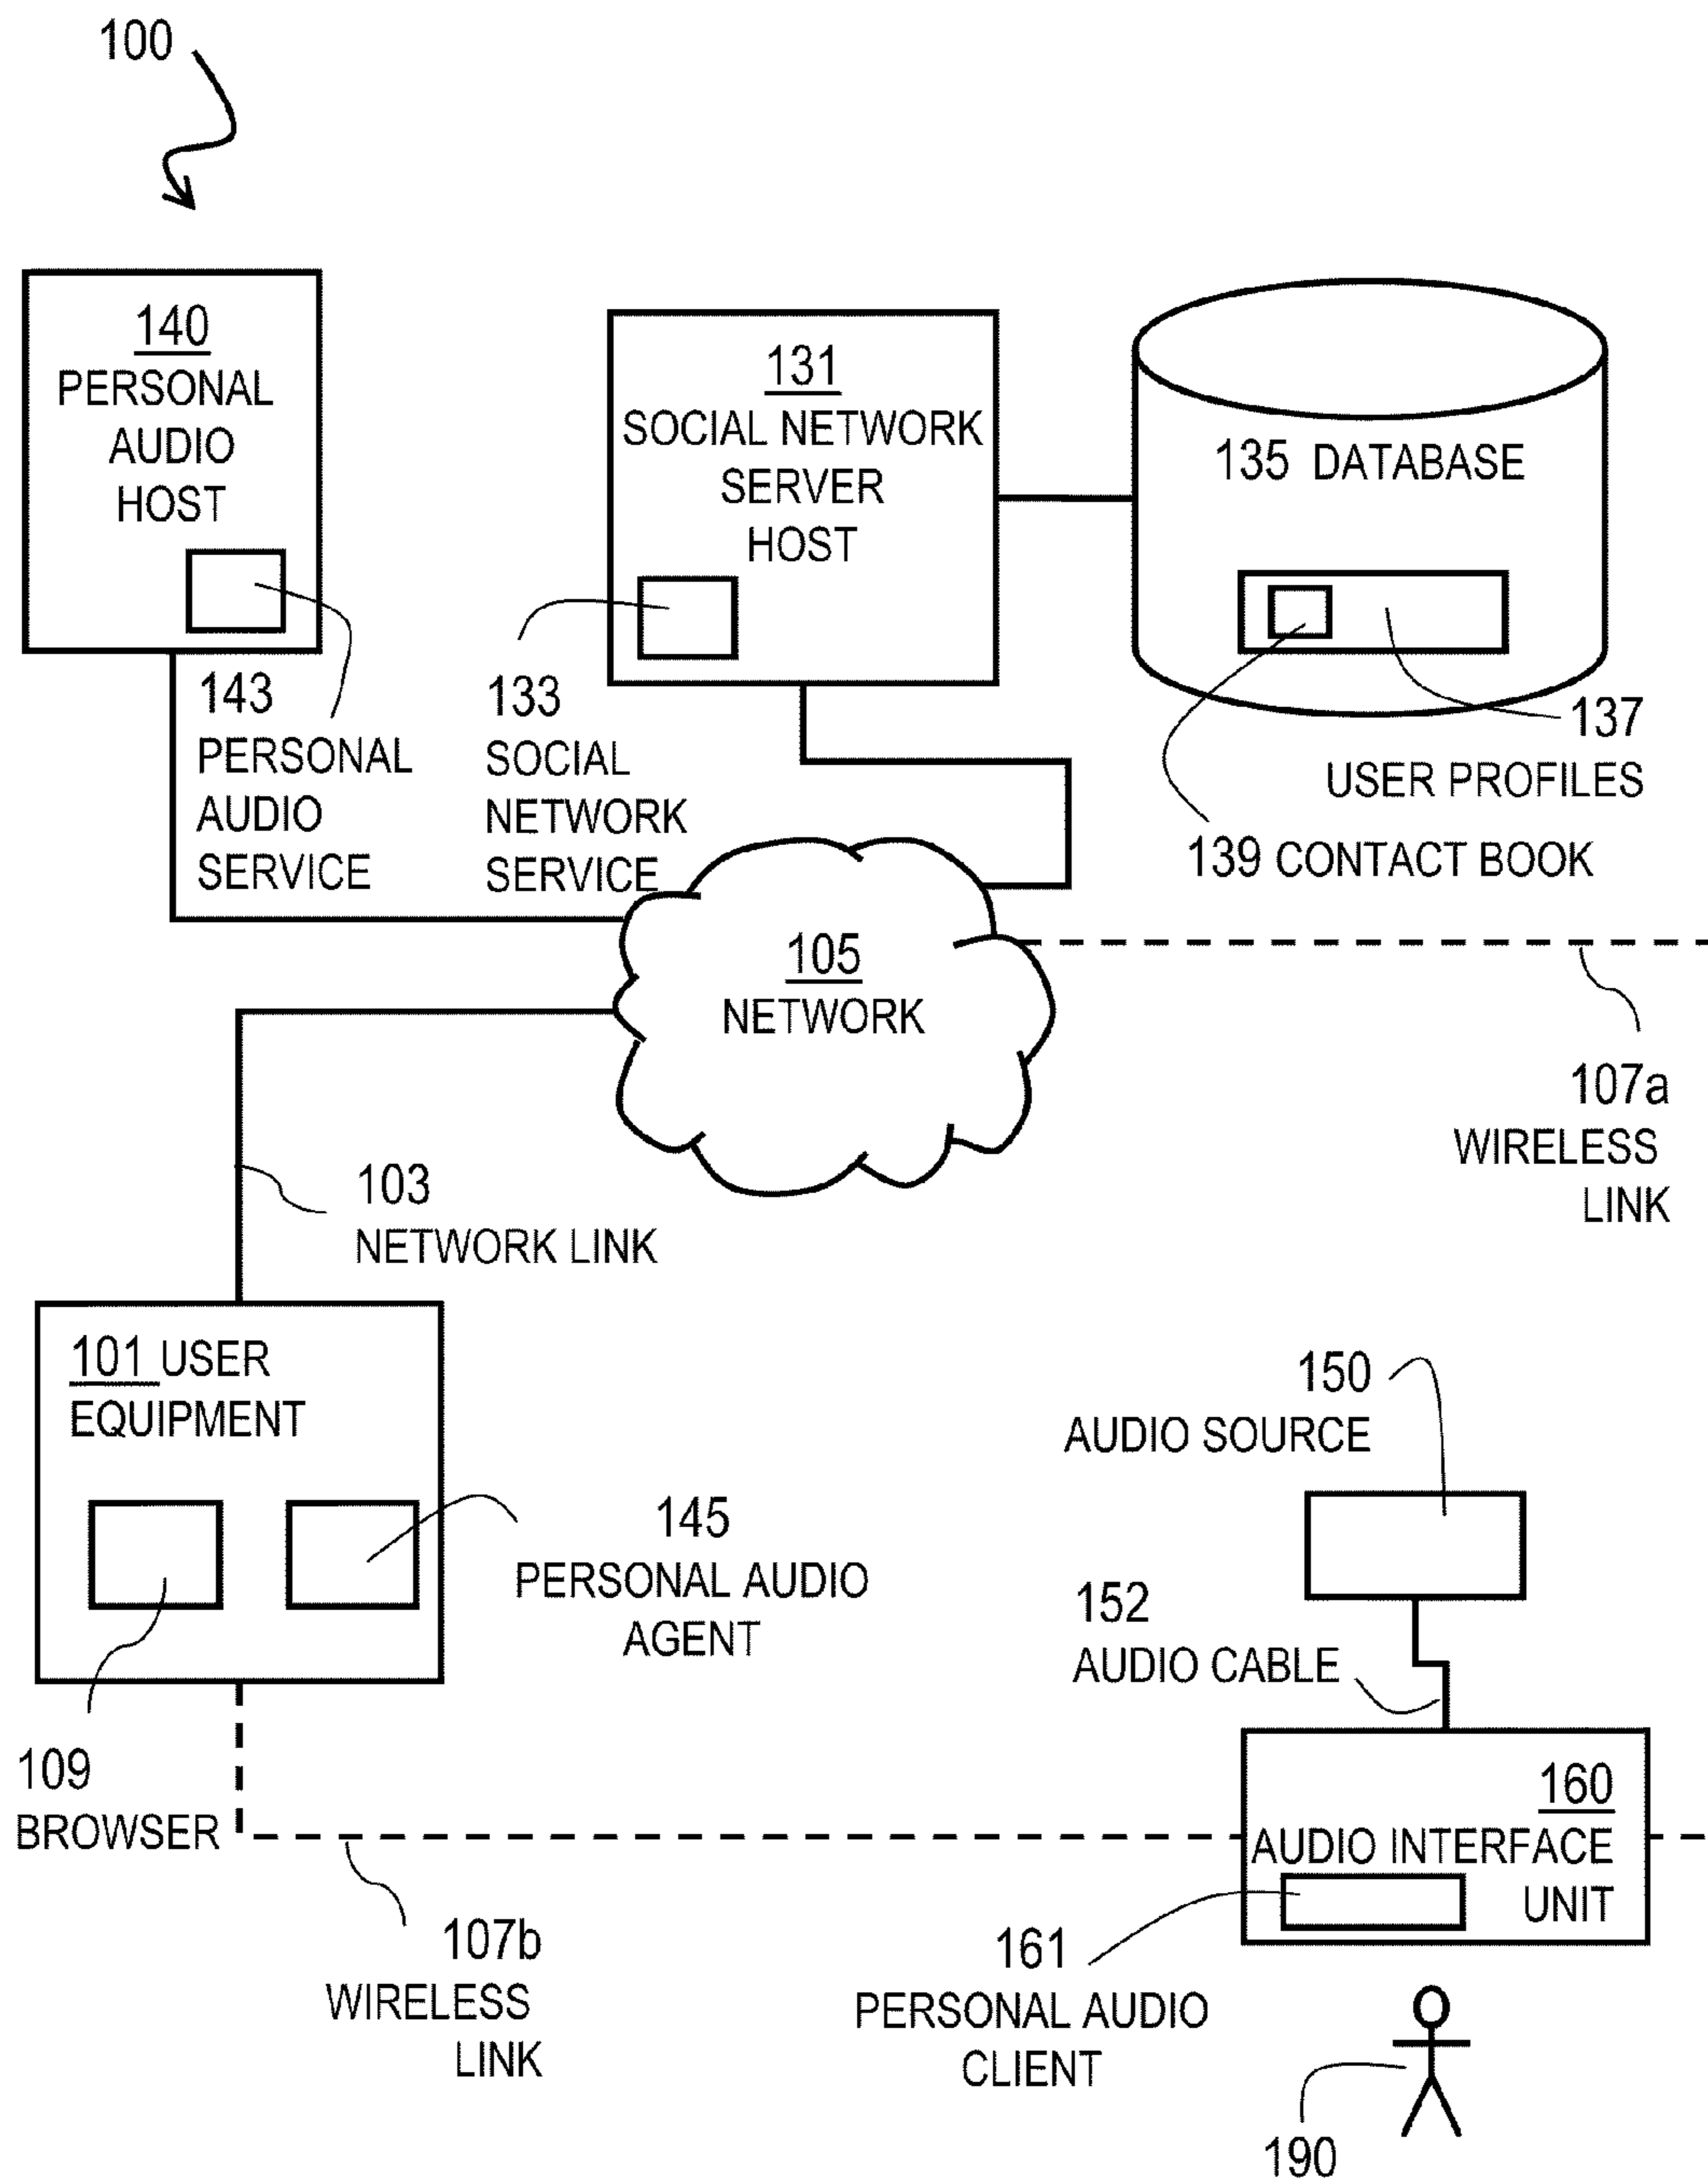 100
140
PERSONAL
AUDIO
HOST
131
SOCIAL NETWORK
SERVER
HOST
135 DATABASE
143
PERSONAL
AUDIO
SERVICE
133
SOCIAL
NETWORK
SERVICE
137
USER PROFILES
139 CONTACT BOOK
105
NETWORK
107a
WIRELESS
LINK
103
NETWORK LINK
101 USER
EQUIPMENT
145
PERSONAL AUDIO
AGENT
109
BROWSER
150
AUDIO SOURCE
152
AUDIO CABLE
160
AUDIO INTERFACE
UNIT
107b
WIRELESS
LINK
161
PERSONAL AUDIO
CLIENT
190